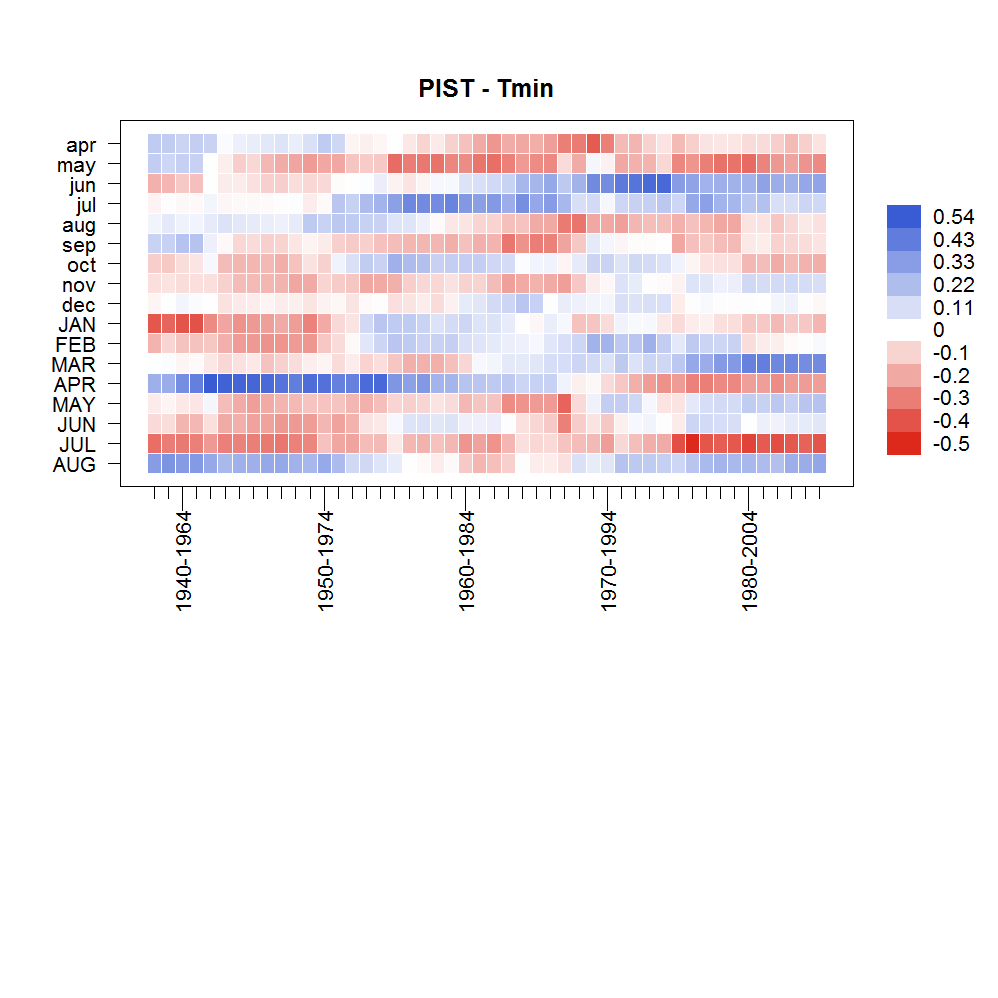 PIST - Tmin
apr
may
jun
jul
aug
sep
oct
nov
dec
JAN
FEB
MAR
APR
MAY
JUN
JUL
AUG
0.54
0.43
0.33
0.22
0.11
0
-0.1
-0.2
-0.3
-0.4
-0.5
1940-1964
1950-1974
1960-1984
1970-1994
1980-2004